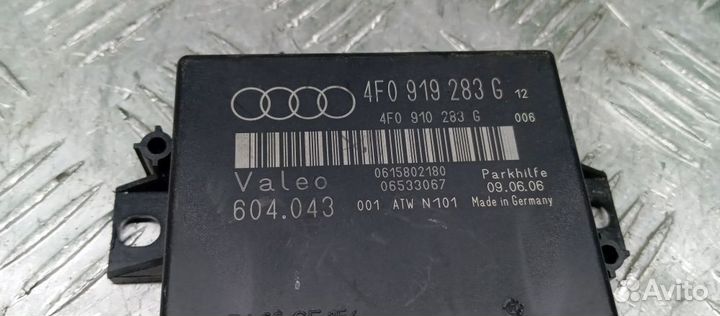 4F0 919 283 G 12
4F0 910 283 G 006
0615802180
Valeo 06533067
Parkhilfe
09.06.06
604.043 001 ATW N101 Made in Germany
Avito